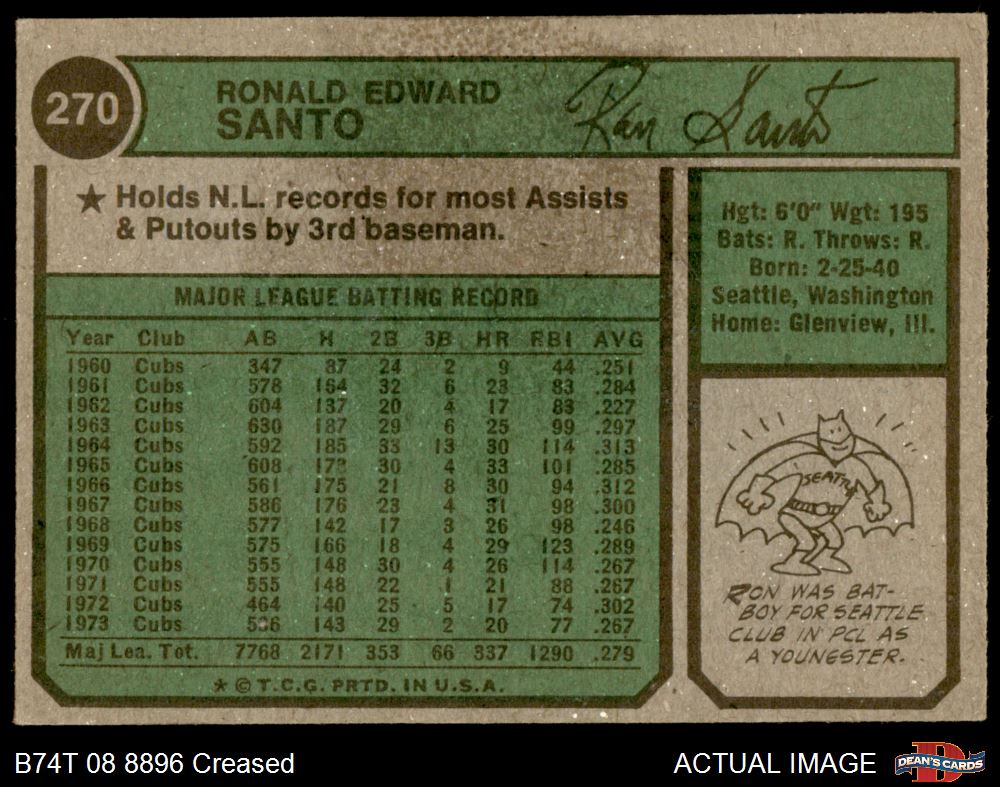 270
RONALD EDWARD
SANTO
Ron Santo
★ Holds N.L. records for most Assists
& Putouts by 3rd baseman.
Hgt: 6'0" Wgt: 195
Bats: R. Throws: R.
Born: 2-25-40
Seattle, Washington
Home: Glenview, Ill.
MAJOR LEAGUE BATTING RECORD
Year Club AB H 2B 3B HR RBI AVG
1960 Cubs 347 87 24 2 9 44 .251
1961 Cubs 578 164 32 6 23 83 .284
1962 Cubs 604 137 20 4 17 83 .227
1963 Cubs 630 187 29 6 25 99 .297
1964 Cubs 592 185 33 13 30 114 .313
1965 Cubs 608 30 4 33 101 .285
1966 Cubs 561 175 21 8 30 94 .312
1967 Cubs 586 176 23 4 31 98 .300
1968 Cubs 577 142 17 3 26 98 .246
1969 Cubs 575 166 18 4 29 123 .289
1970 Cubs 555 148 30 4 26 114 .267
1971 Cubs 555 148 22 1 21 88 .267
1972 Cubs 464 140 25 5 17 74 .302
1973 Cubs 143 29 2 20 77 .267
Maj Lea. Tot. 7768 2171 353 66 337 1290 .279
★ © T.C.G. PRTD. IN U.S.A.
SEATTLE
RON WAS BAT-
BOY FOR SEATTLE
CLUB IN PCL AS
A YOUNGSTER.
B74T 08 8896 Creased
ACTUAL IMAGE
DEAN'S CARDS